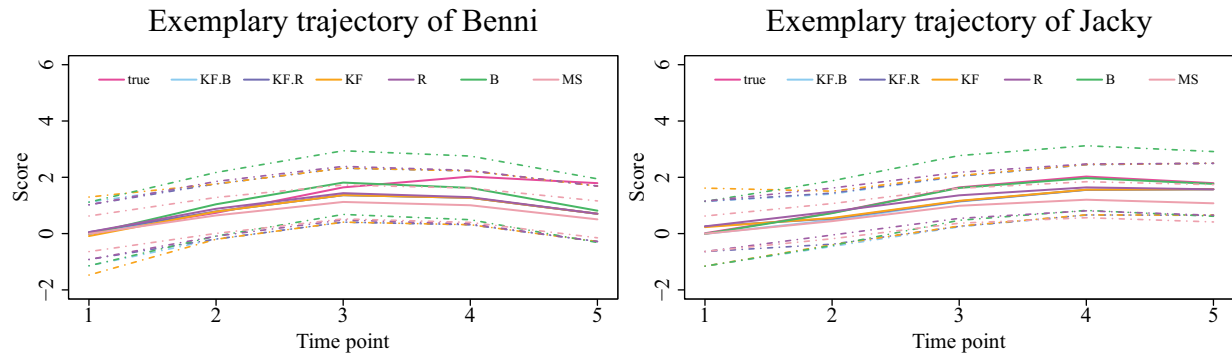 Exemplary trajectory of Benni
6
4
2
0
−2
Score
true KF.B KF.R KF R B MS
1 2 3 4 5
Time point
Exemplary trajectory of Jacky
6
4
2
0
−2
Score
true KF.B KF.R KF R B MS
1 2 3 4 5
Time point